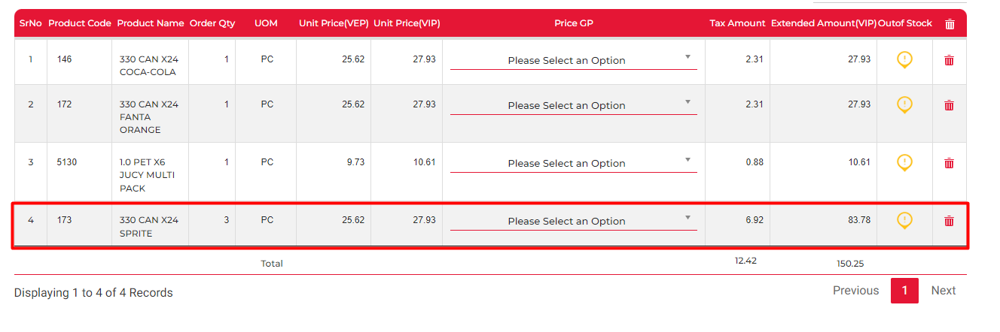 SrNo Product Code Product Name Order Qty UOM Unit Price(VEP) Unit Price(VIP) Price GP Tax Amount Extended Amount(VIP) Outof Stock
1 146 330 CAN X24 1 PC 25.62 27.93 Please Select an Option 2.31 27.93
COCA-COLA
2 172 330 CAN X24 1 PC 25.62 27.93 Please Select an Option 2.31 27.93
FANTA
ORANGE
3 5130 1.0 PET X6 1 PC 9.73 10.61 Please Select an Option 0.88 10.61
JUCY MULTI
PACK
4 173 330 CAN X24 3 PC 25.62 27.93 Please Select an Option 6.92 83.78
SPRITE
Total 12.42 150.25
Displaying 1 to 4 of 4 Records Previous 1 Next